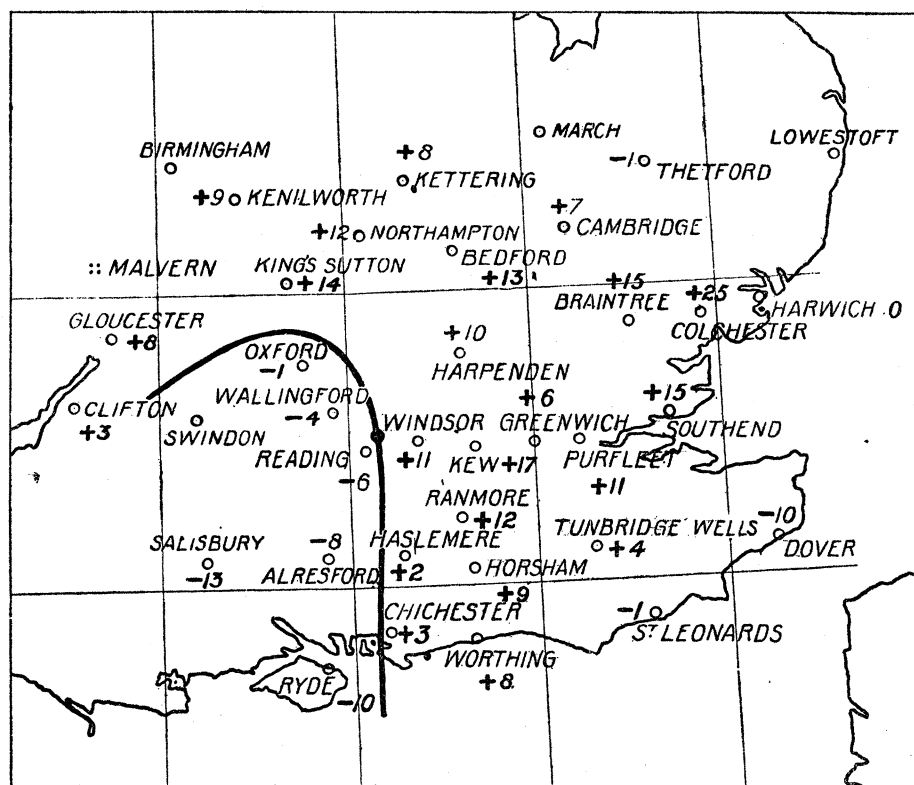 MARCH
LOWESTOFT
BIRMINGHAM
+8
-1
THETFORD
KETTERING
+9 KENILWORTH
+7
CAMBRIDGE
+12 NORTHAMPTON
BEDFORD
+13
MALVERN
KING'S SUTTON
+14
+15
BRAINTREE
+25
COLCHESTER
HARWICH 0
GLOUCESTER
+8
+10
HARPENDEN
OXFORD
-1
WALLINGFORD
-4
+6
CLIFTON
+3
SWINDON
+15
SOUTHEND
WINDSOR
+11
GREENWICH
KEW +17
PURFLEET
+11
READING
-6
RANMORE
+12
-10
DOVER
TUNBRIDGE WELLS
+4
SALISBURY
-13
-8
ALRESFORD
HASLEMERE
+2
HORSHAM
+9
CHICHESTER
+3
-1
ST LEONARDS
WORTHING
+8
RYDE
-10